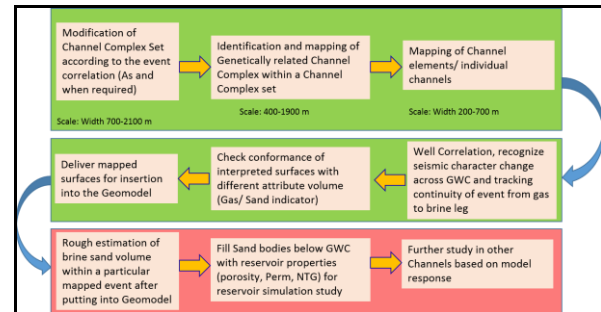 Modification of
Channel Complex Set
according to the event
correlation (As and
when required)
Scale: Width 700-2100 m
Identification and mapping of
Genetically related Channel
Complex within a Channel
Complex set
Scale: 400-1900 m
Mapping of Channel
elements/ individual
channels
Scale: Width 200-700 m
Well Correlation, recognize
seismic character change
across GWC and tracking
continuity of event from gas
to brine leg
Check conformance of
interpreted surfaces with
different attribute volume
(Gas/ Sand indicator)
Deliver mapped
surfaces for insertion
into the Geomodel
Rough estimation of
brine sand volume
within a particular
mapped event after
putting into Geomodel
Fill Sand bodies below GWC
with reservoir properties
(porosity, Perm, NTG) for
reservoir simulation study
Further study in other
Channels based on model
response